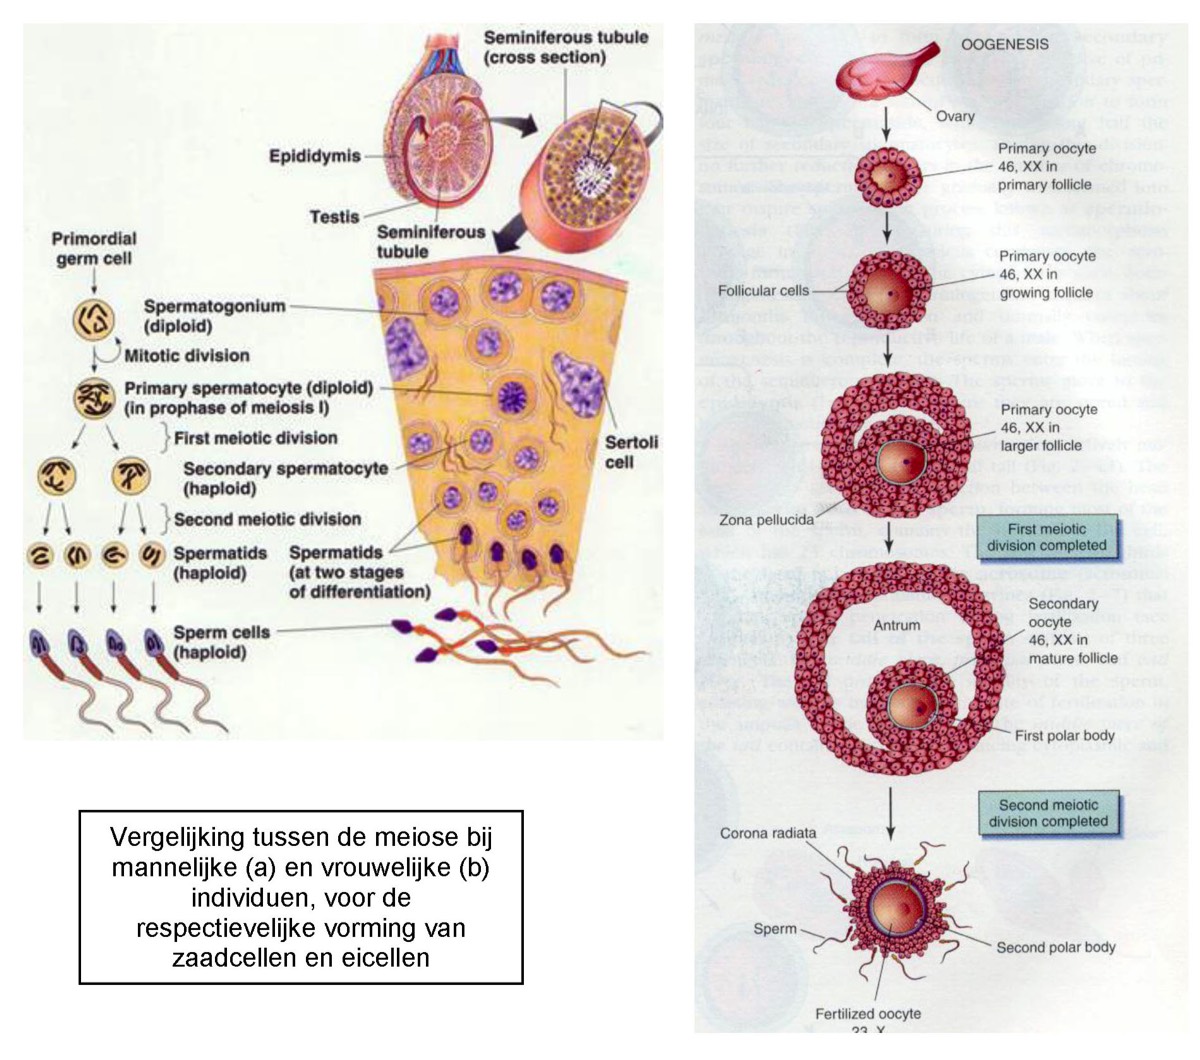 Seminiferous tubule
(cross section)
Epididymis
Testis
Seminiferous
tubule
Primordial
germ cell
Spermatogonium
(diploid)
Mitotic division
Primary spermatocyte (diploid)
(in prophase of meiosis I)
First meiotic division
Secondary spermatocyte
(haploid)
Sertoli
cell
Second meiotic division
Spermatids
(haploid)
Spermatids
(at two stages
of differentiation)
Sperm cells
(haploid)
Vergelijking tussen de meiose bij
mannelijke (a) en vrouwelijke (b)
individuen, voor de
respectievelijke vorming van
zaadcellen en eicellen
OOGENESIS
Ovary
Primary oocyte
46, XX in
primary follicle
Primary oocyte
46, XX in
growing follicle
Follicular cells
Primary oocyte
46, XX in
larger follicle
Zona pellucida
First meiotic
division completed
Secondary
oocyte
46, XX in
mature follicle
Antrum
First polar body
Second meiotic
division completed
Corona radiata
Sperm
Second polar body
Fertilized oocyte
23, X